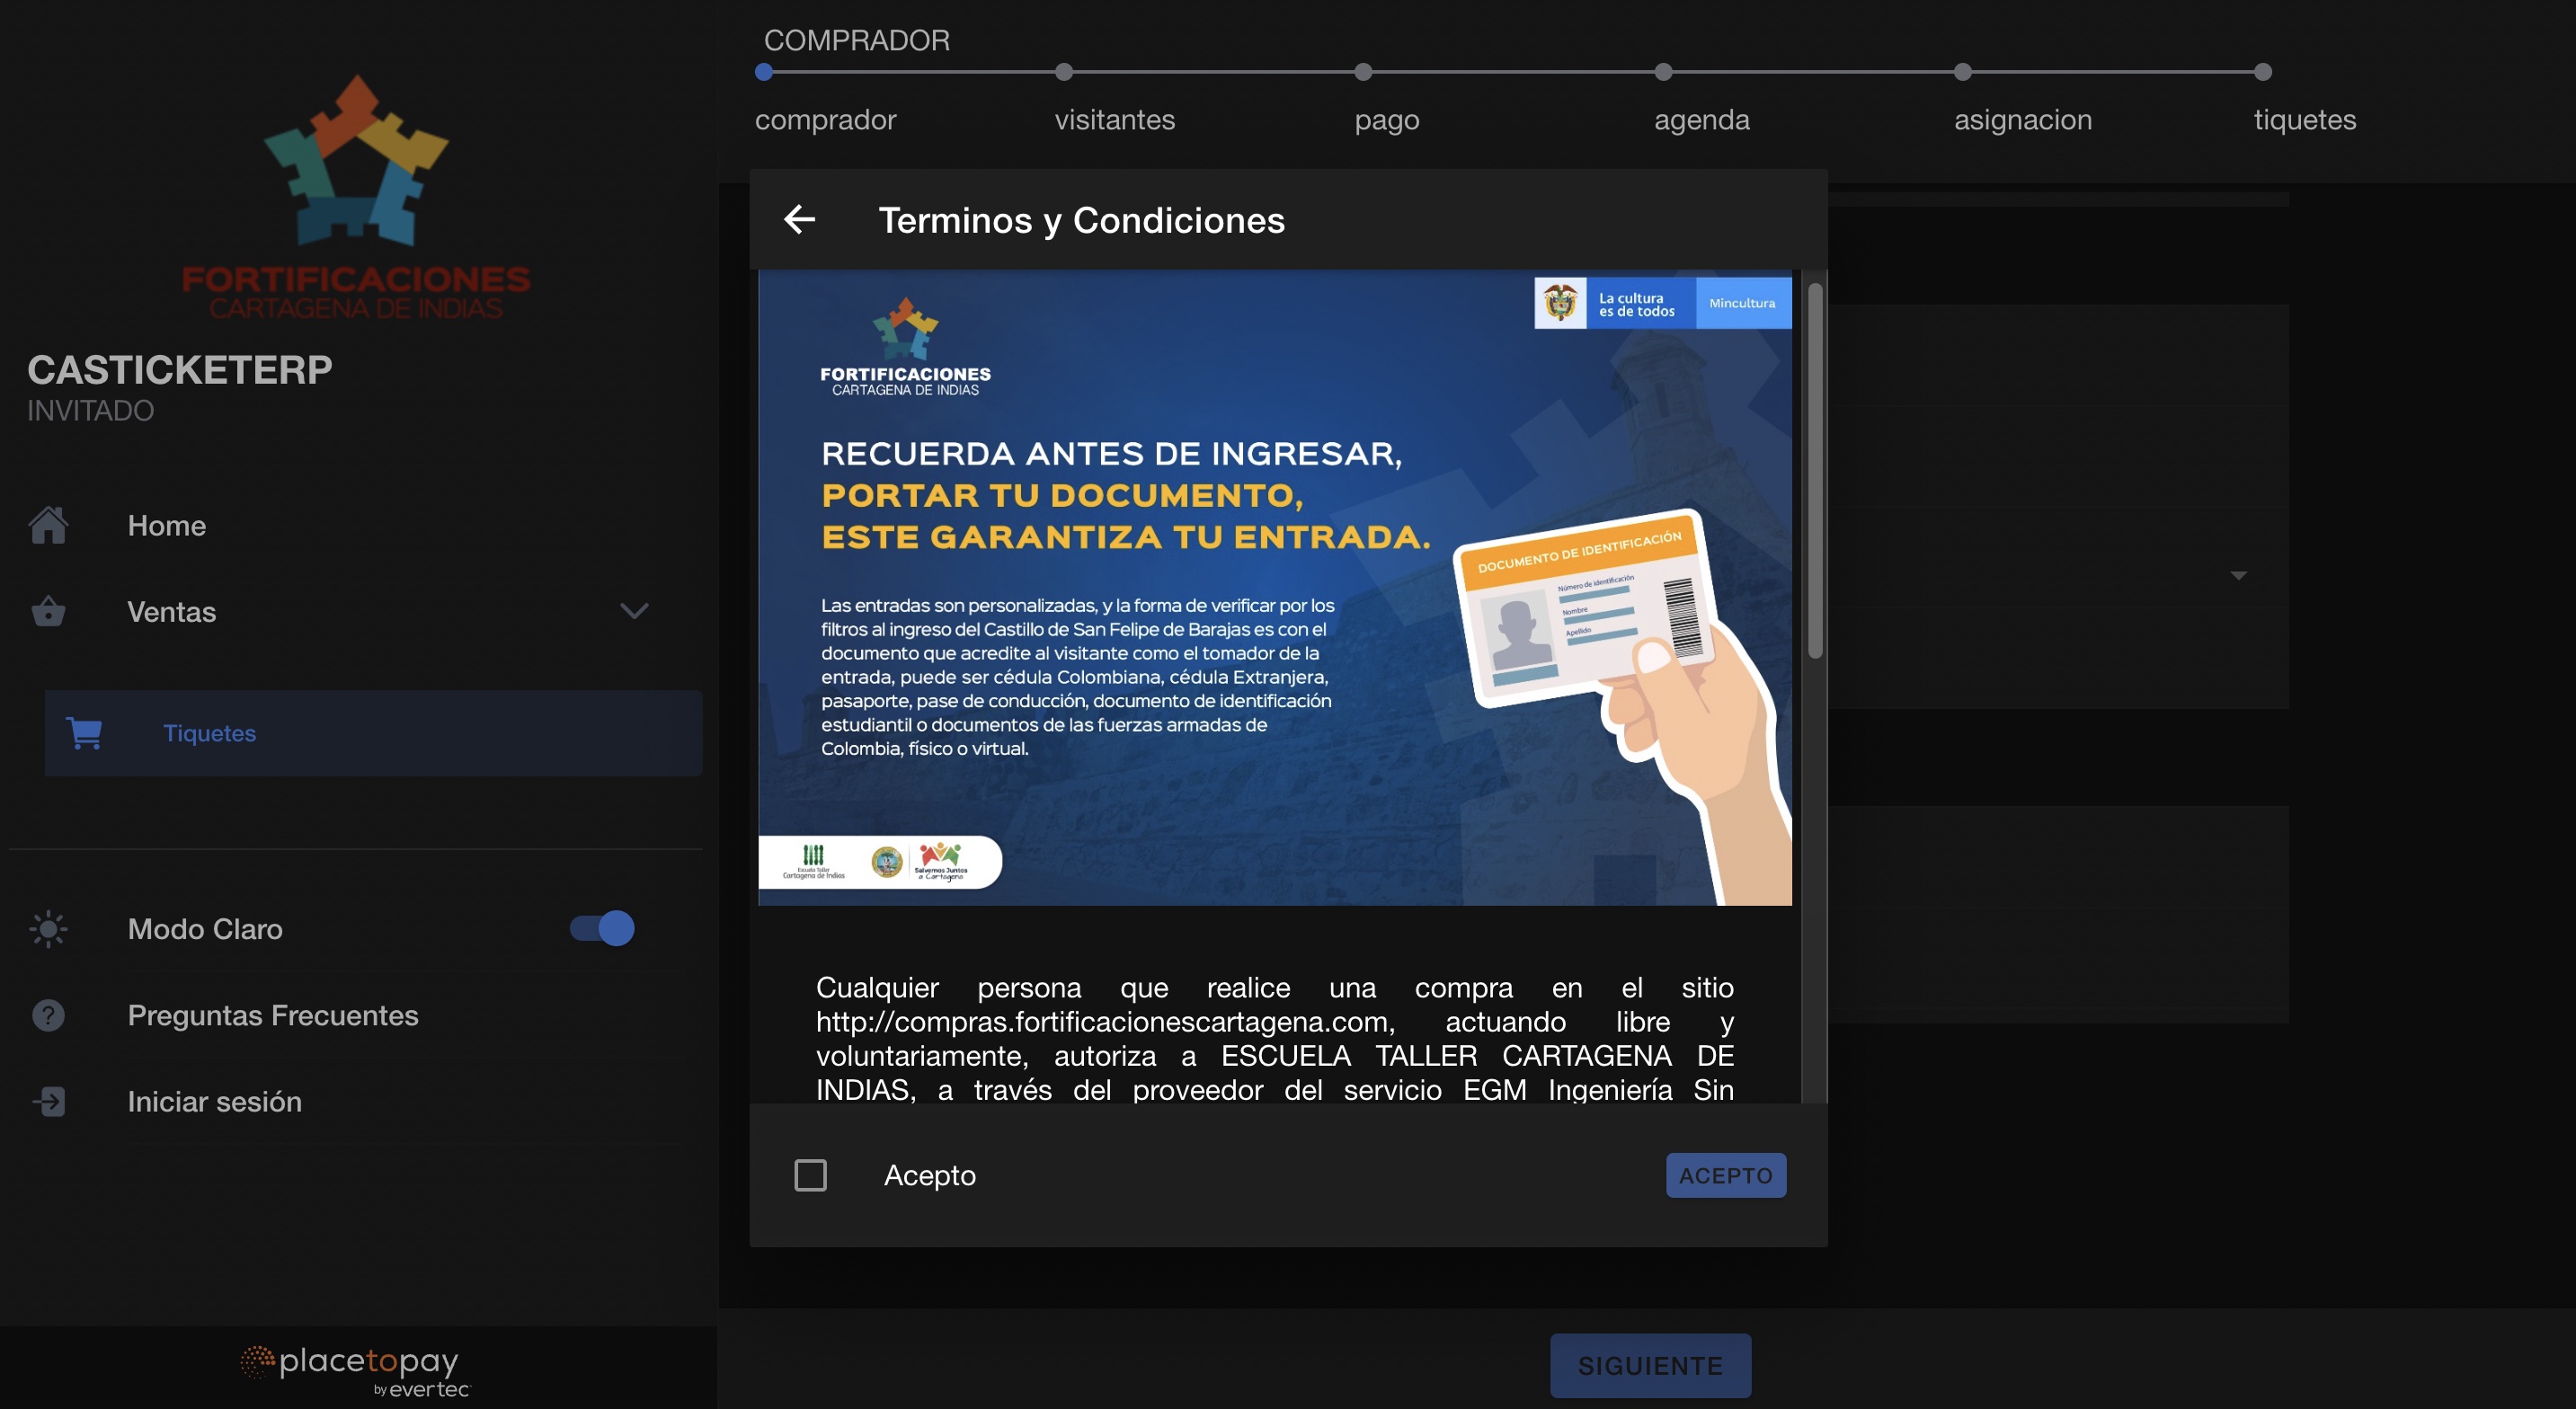 FORTIFICACIONES
CARTAGENA DE INDIAS
CASTICKETERP
INVITADO
Home
Ventas
Tiquetes
Modo Claro
Preguntas Frecuentes
Iniciar sesión
placetopay
by evertec
COMPRADOR
comprador
visitantes
pago
agenda
asignacion
tiquetes
Terminos y Condiciones
FORTIFICACIONES
CARTAGENA DE INDIAS
La cultura
es de todos
Mincultura
RECUERDA ANTES DE INGRESAR,
PORTAR TU DOCUMENTO,
ESTE GARANTIZA TU ENTRADA.
Las entradas son personalizadas, y la forma de verificar por los
filtros al ingreso del Castillo de San Felipe de Barajas es con el
documento que acredite al visitante como el tomador de la
entrada, puede ser cédula Colombiana, cédula Extranjera,
pasaporte, pase de conducción, documento de identificación
estudiantil o documentos de las fuerzas armadas de
Colombia, físico o virtual.
DOCUMENTO DE IDENTIFICACIÓN
Número de identificación
Nombre
Apellido
Escuela Taller
Cartagena de Indias
Salvemos Juntos
a Cartagena
Cualquier persona que realice una compra en el sitio
http://compras.fortificacionescartagena.com, actuando libre y
voluntariamente, autoriza a ESCUELA TALLER CARTAGENA DE
INDIAS, a través del proveedor del servicio EGM Ingeniería Sin
Acepto
ACEPTO
SIGUIENTE